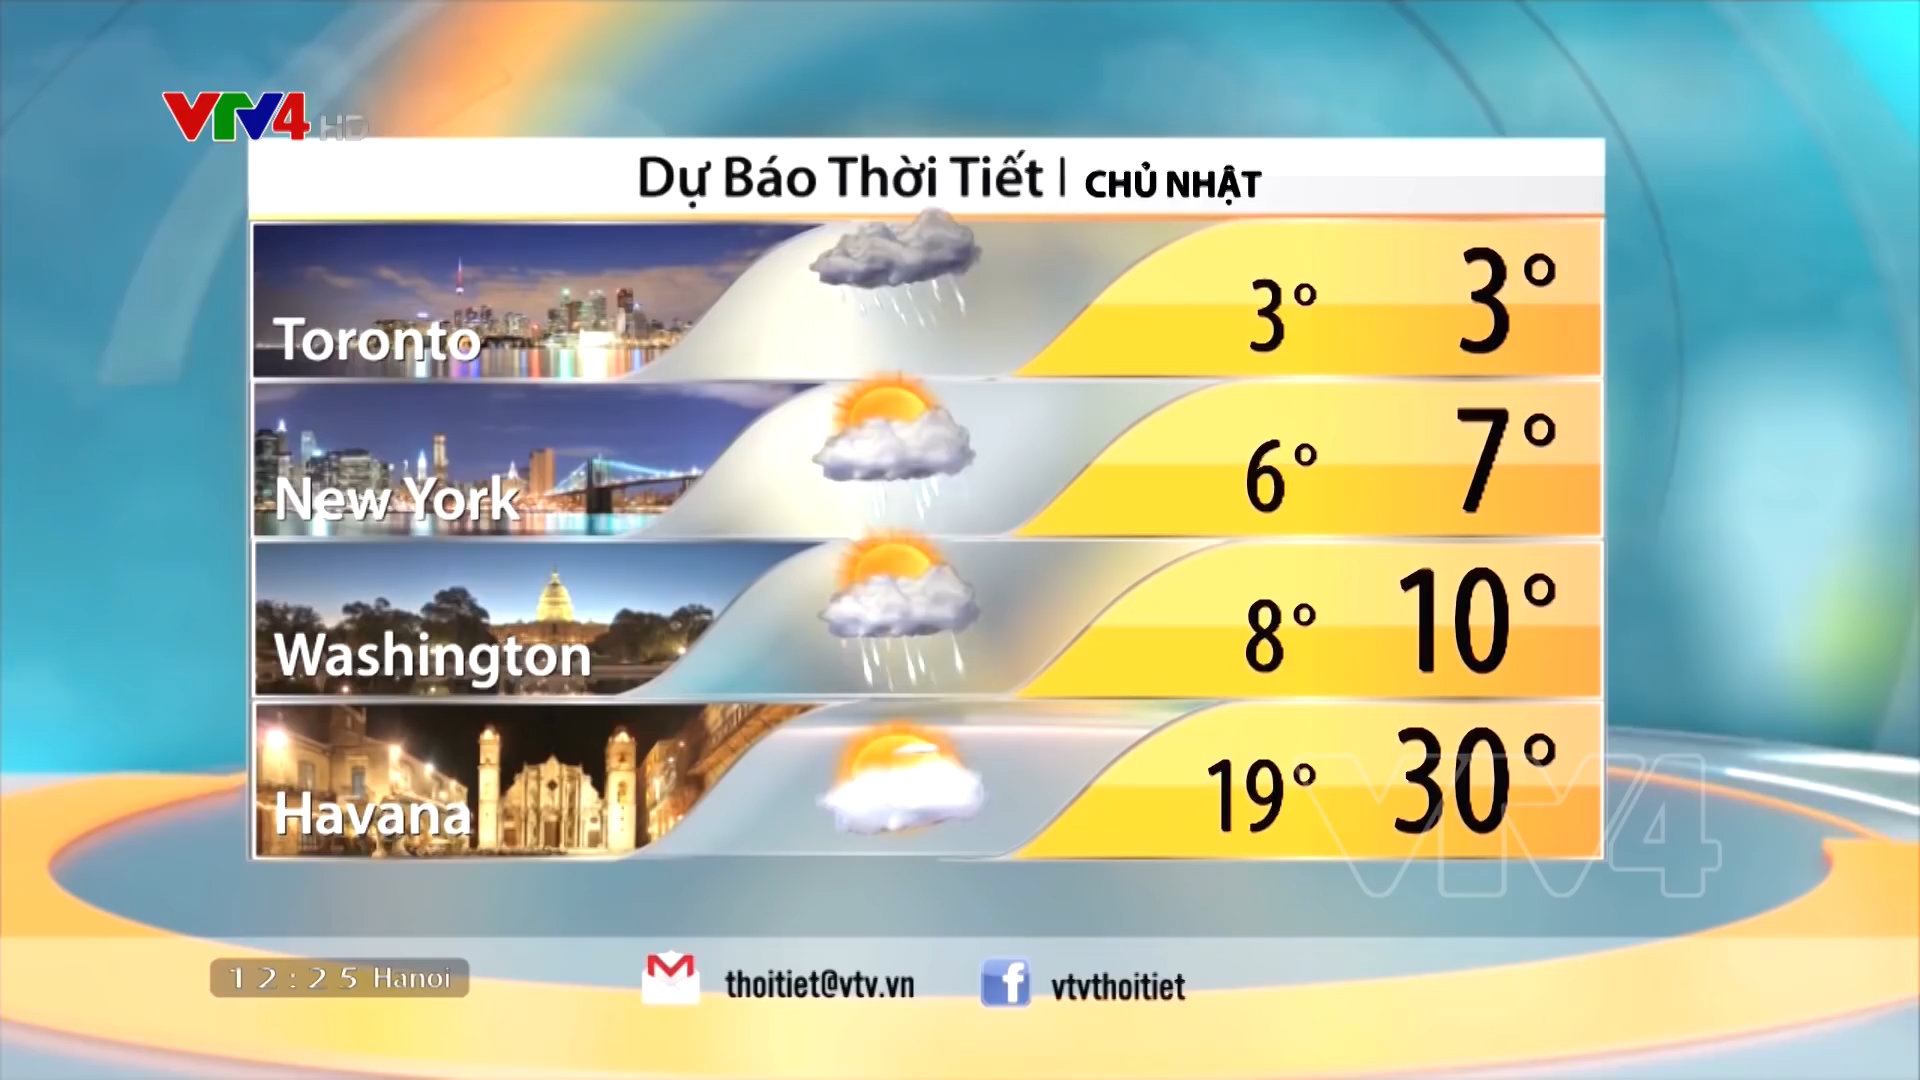 VTV4 HD
Dự Báo Thời Tiết | CHỦ NHẬT
Toronto 3° 3°
New York 6° 7°
Washington 8° 10°
Havana 19° 30°
VTV4
12:25 Hanoi thoitiet@vtv.vn f vtvthoitiet